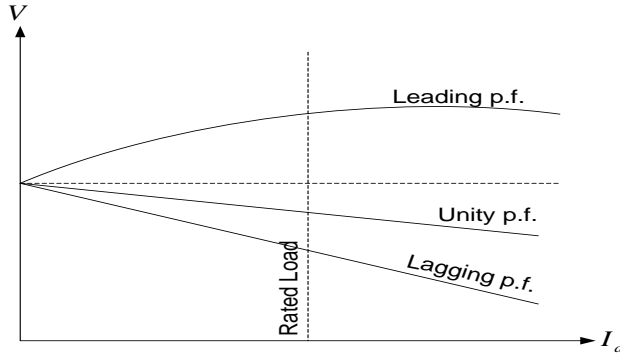 V
Leading p.f.
Unity p.f.
Lagging p.f.
Rated Load
I